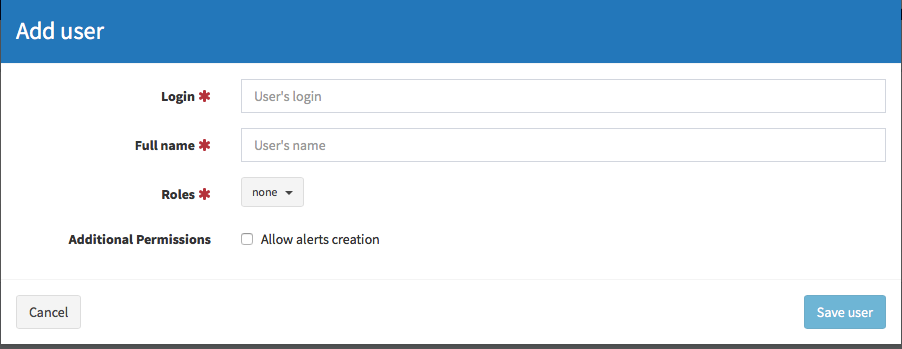 Add user
Login ✱ User's login
Full name ✱ User's name
Roles ✱ none
Additional Permissions Allow alerts creation
Cancel Save user